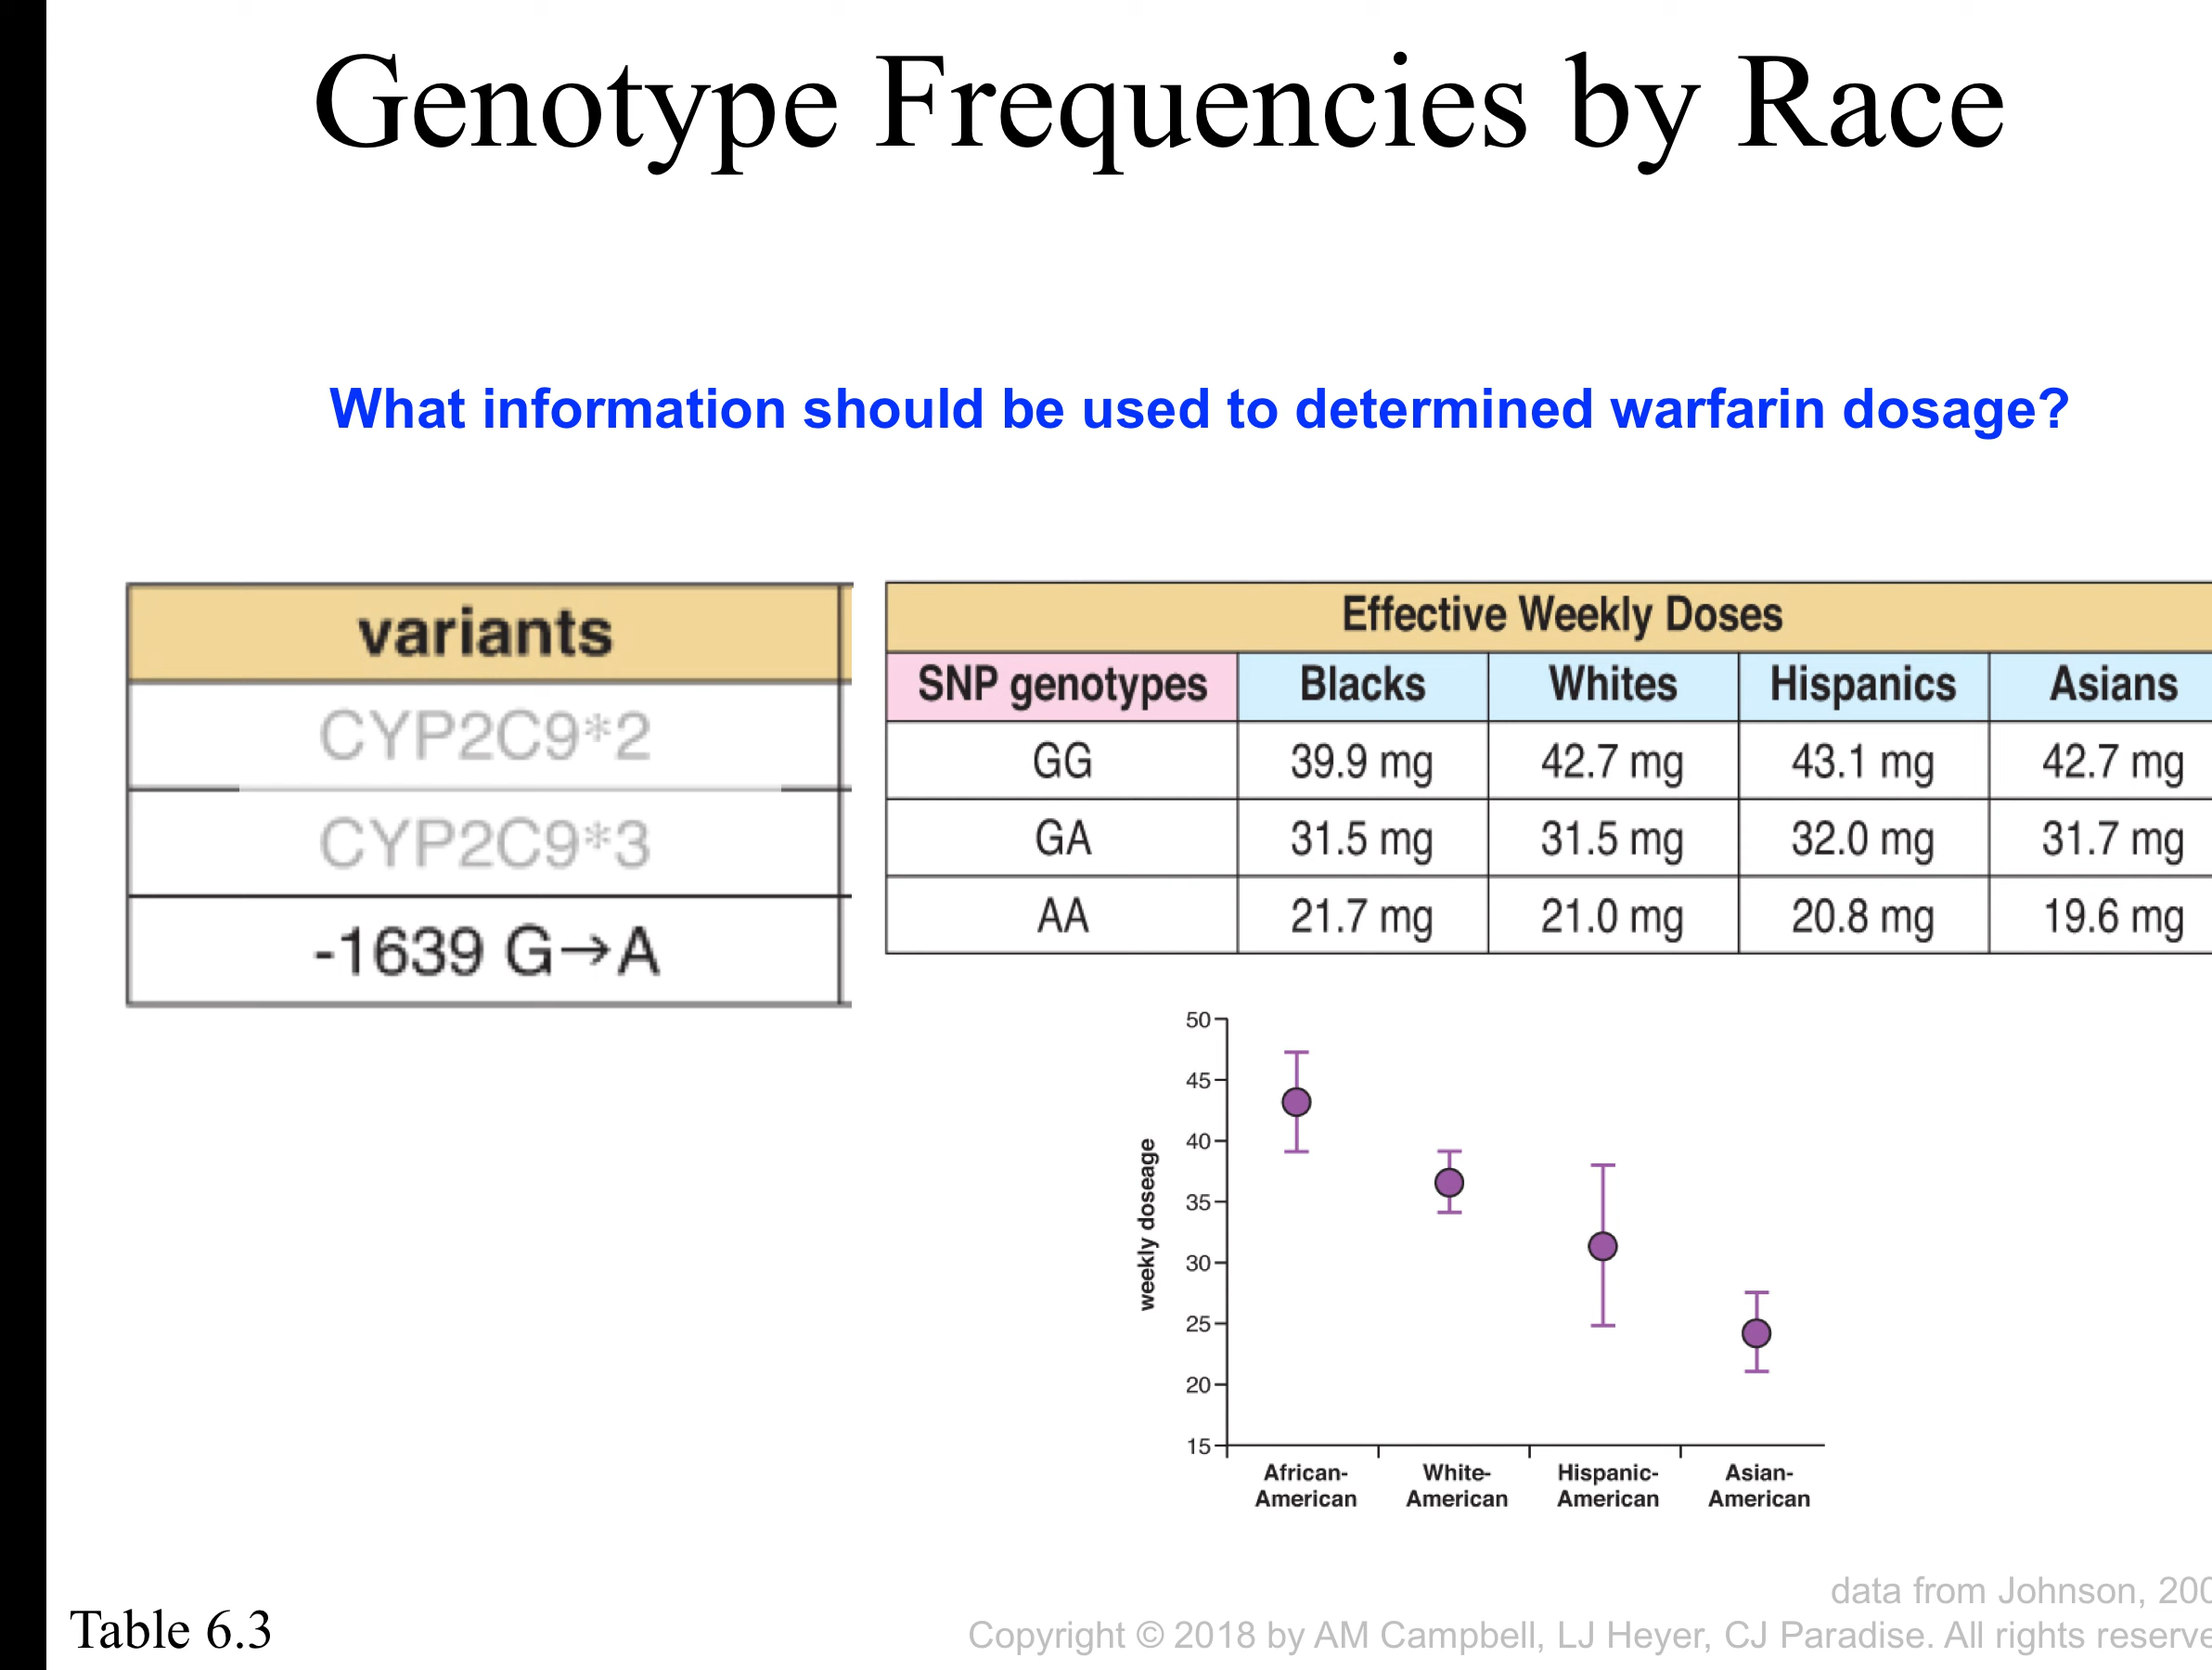 Genotype Frequencies by Race
What information should be used to determined warfarin dosage?
variants
CYP2C9*2
CYP2C9*3
-1639 G→A
Effective Weekly Doses
SNP genotypes Blacks Whites Hispanics Asians
GG 39.9 mg 42.7 mg 43.1 mg 42.7 mg
GA 31.5 mg 31.5 mg 32.0 mg 31.7 mg
AA 21.7 mg 21.0 mg 20.8 mg 19.6 mg
weekly doseage
50
45
40
35
30
25
20
15
African-American White-American Hispanic-American Asian-American
Table 6.3
data from Johnson,
Copyright © 2018 by AM Campbell, LJ Heyer, CJ Paradise. All rights